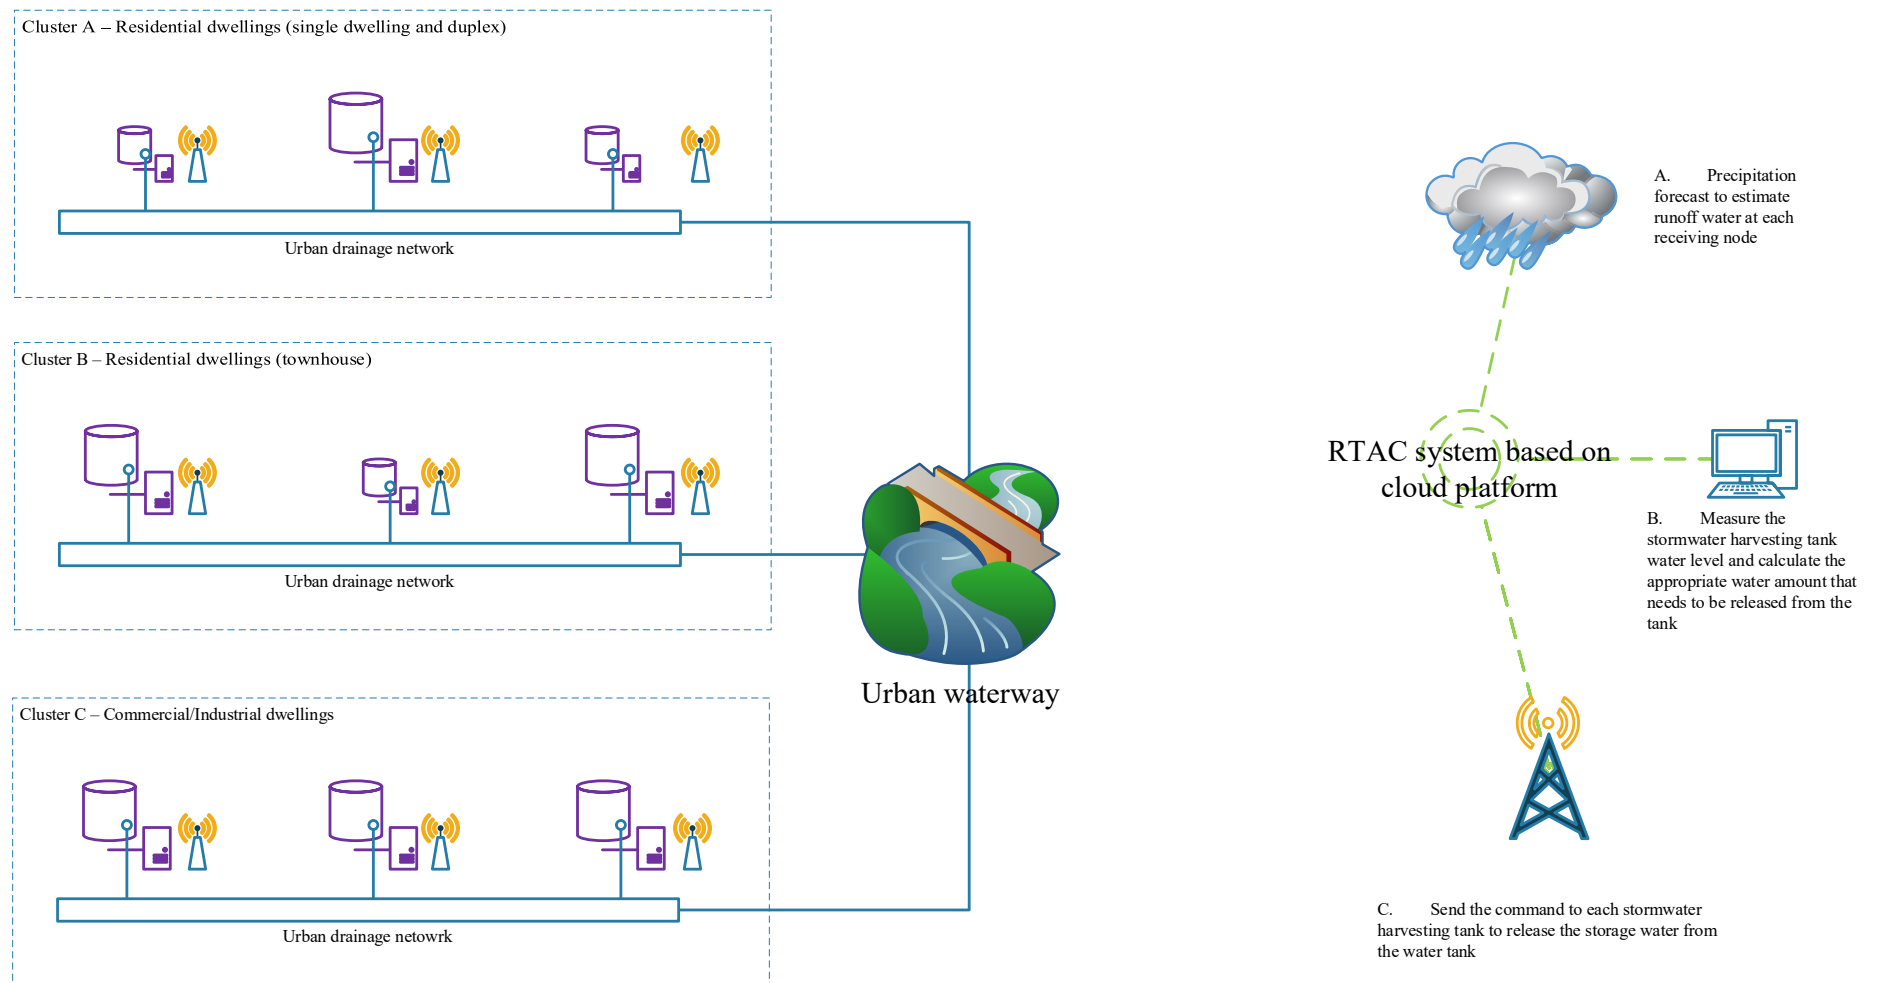 Cluster A – Residential dwellings (single dwelling and duplex)
Urban drainage network
Cluster B – Residential dwellings (townhouse)
Urban drainage network
Cluster C – Commercial/Industrial dwellings
Urban drainage netowrk
Urban waterway
A. Precipitation
forecast to estimate
runoff water at each
receiving node
RTAC system based on
cloud platform
B. Measure the
stormwater harvesting tank
water level and calculate the
appropriate water amount that
needs to be released from the
tank
C. Send the command to each stormwater
harvesting tank to release the storage water from
the water tank